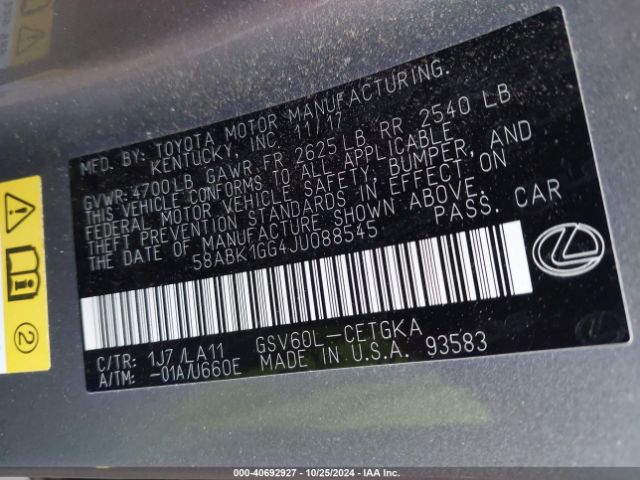 MFD. BY: TOYOTA MOTOR MANUFACTURING.
KENTUCKY, INC. 11/17
GVWR: 4700LB GAWR: FR 2625 LB RR 2540 LB
THIS VEHICLE CONFORMS TO ALL APPLICABLE
FEDERAL MOTOR VEHICLE SAFETY, BUMPER, AND
THEFT PREVENTION STANDARDS IN EFFECT ON
THE DATE OF MANUFACTURE SHOWN ABOVE.
58ABK1GG4JU088545 PASS. CAR
C/TR: 1J7 /LA11 GSV60L-CETGKA
A/TM: -01A/U660E MADE IN U.S.A. 93583
2
000-40692927 - 10/25/2024 - IAA Inc.